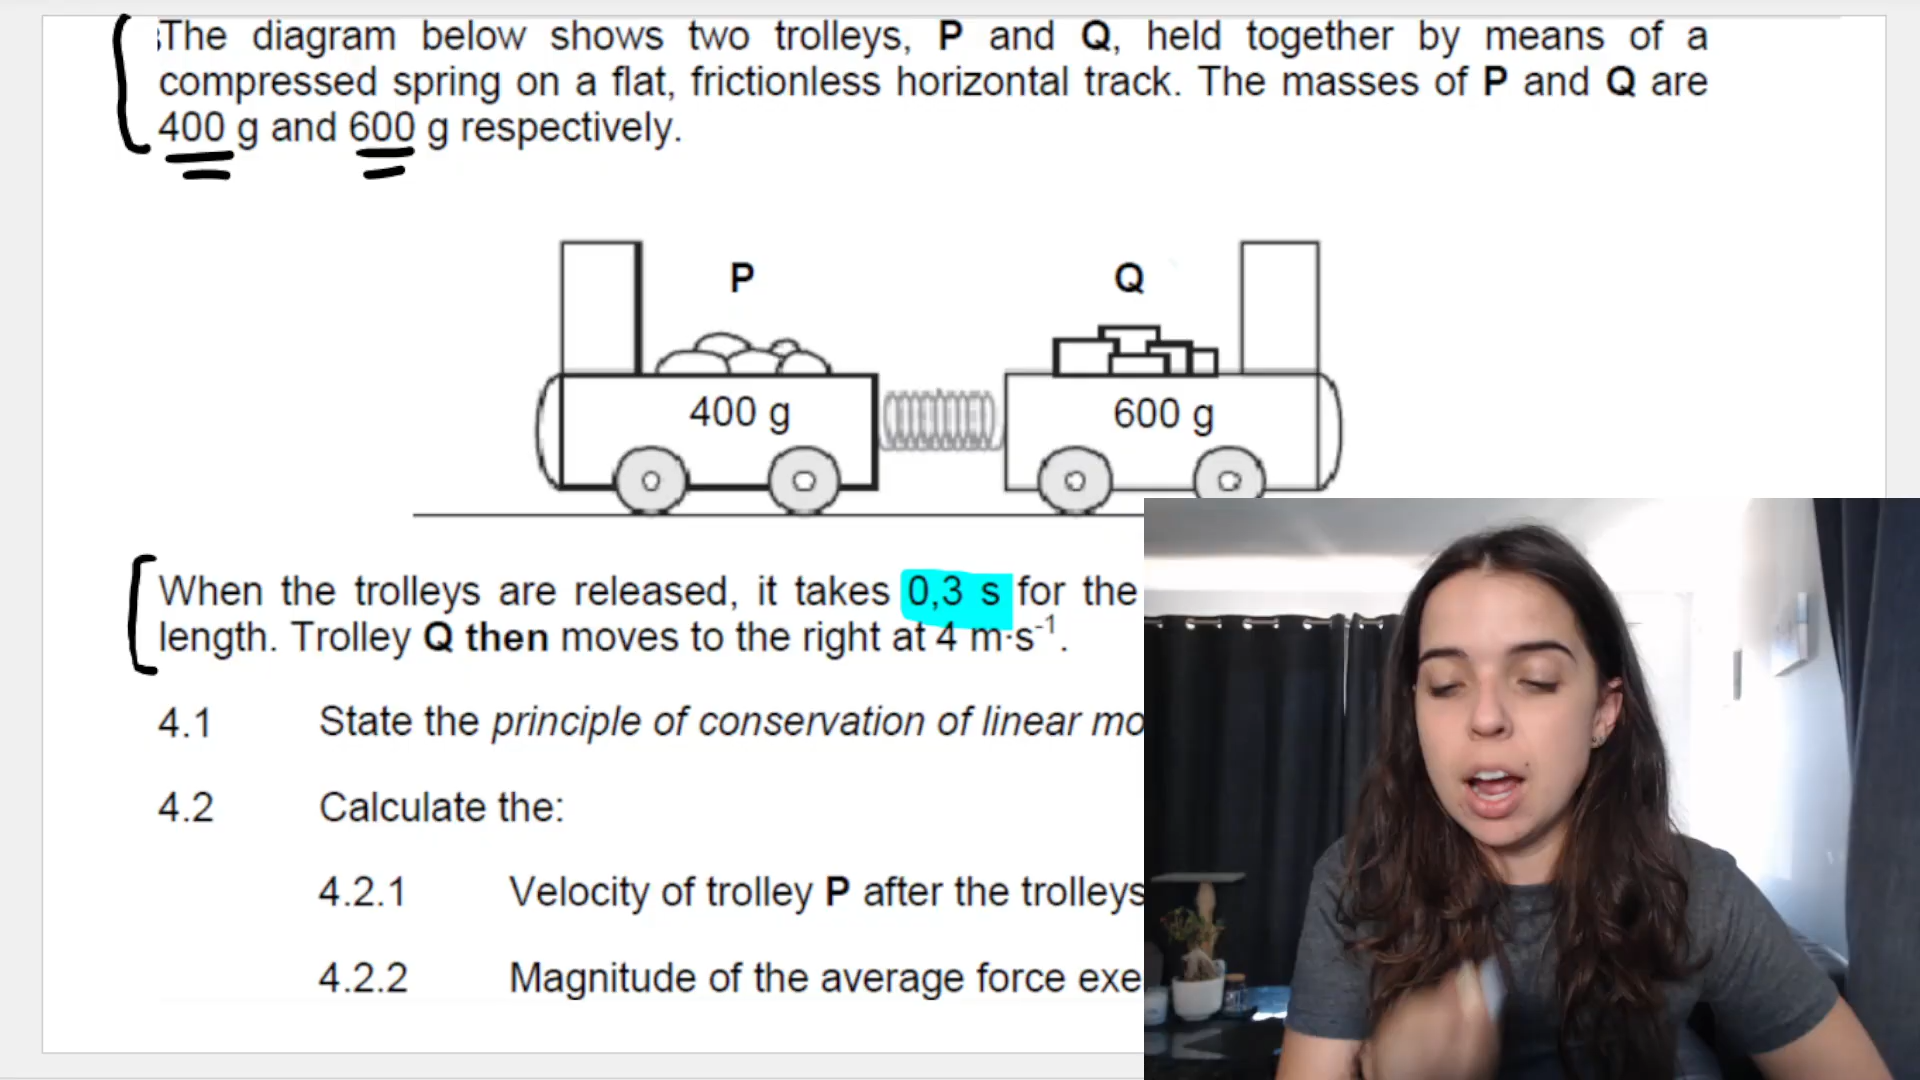 The diagram below shows two trolleys, P and Q, held together by means of a
compressed spring on a flat, frictionless horizontal track. The masses of P and Q are
400 g and 600 g respectively.
P
Q
400 g
600 g
When the trolleys are released, it takes 0,3 s for the
length. Trolley Q then moves to the right at 4 m·s⁻¹.
4.1 State the principle of conservation of linear mo
4.2 Calculate the:
4.2.1 Velocity of trolley P after the trolleys
4.2.2 Magnitude of the average force exe